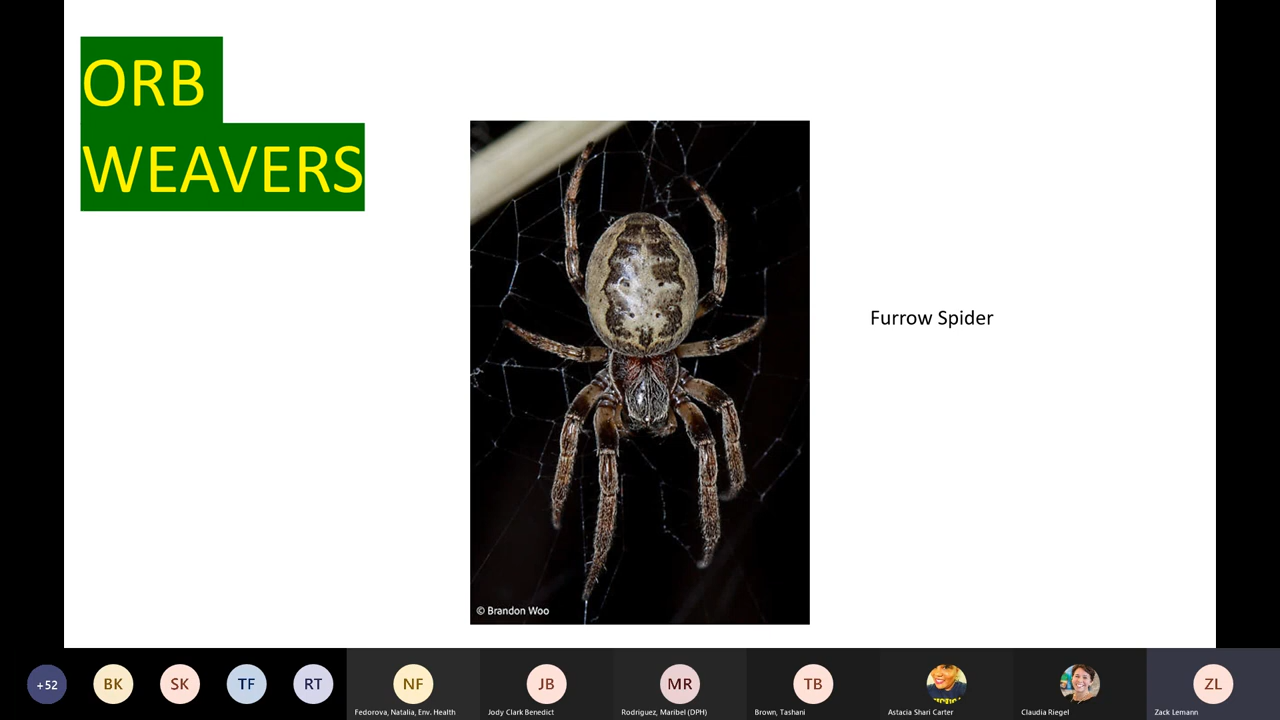 ORB
WEAVERS
Furrow Spider
© Brandon Woo
+52
BK
SK
TF
RT
NF
JB
MR
TB
ZL
Fedorova, Natalia, Env. Health
Jody Clark Benedict
Rodriguez, Maribel (DPH)
Brown, Tashani
Astacia Shari Carter
Claudia Riegel
Zack Lemann